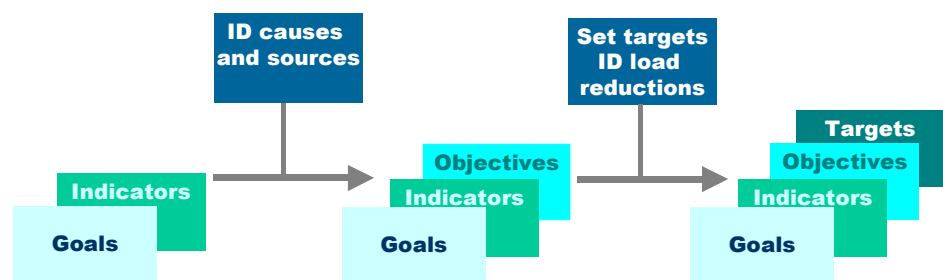 ID causes
and sources
Set targets
ID load
reductions
Indicators
Goals
Objectives
Indicators
Goals
Targets
Objectives
Indicators
Goals